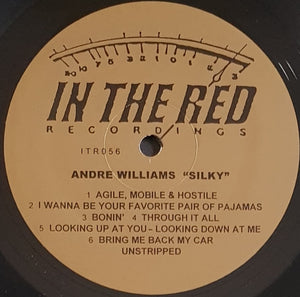 IN THE RED
RECORDINGS
ITR056
ANDRE WILLIAMS "SILKY"
1 AGILE, MOBILE & HOSTILE
2 I WANNA BE YOUR FAVORITE PAIR OF PAJAMAS
3 BONIN' 4 THROUGH IT ALL
5 LOOKING UP AT YOU - LOOKING DOWN AT ME
6 BRING ME BACK MY CAR
UNSTRIPPED